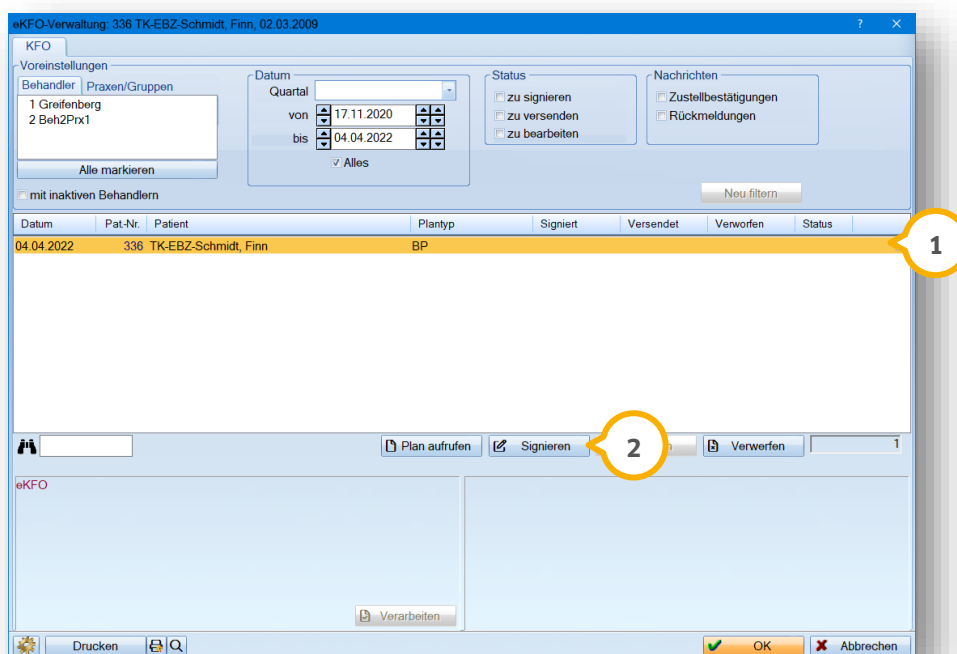 eKFO-Verwaltung: 336 TK-EBZ-Schmidt, Finn, 02.03.2009 ? ×
KFO
Voreinstellungen
Behandler Praxen/Gruppen
1 Greifenberg
2 Beh2Prx1
Alle markieren
mit inaktiven Behandlern
Datum
Quartal
von 17.11.2020
bis 04.04.2022
Alles
Status
zu signieren
zu versenden
zu bearbeiten
Nachrichten
Zustellbestätigungen
Rückmeldungen
Neu filtern
Datum Pat-Nr. Patient Plantyp Signiert Versendet Verworfen Status
04.04.2022 336 TK-EBZ-Schmidt, Finn BP
1
Plan aufrufen Signieren 2 Verwerfen 1
eKFO
Verarbeiten
Drucken OK Abbrechen